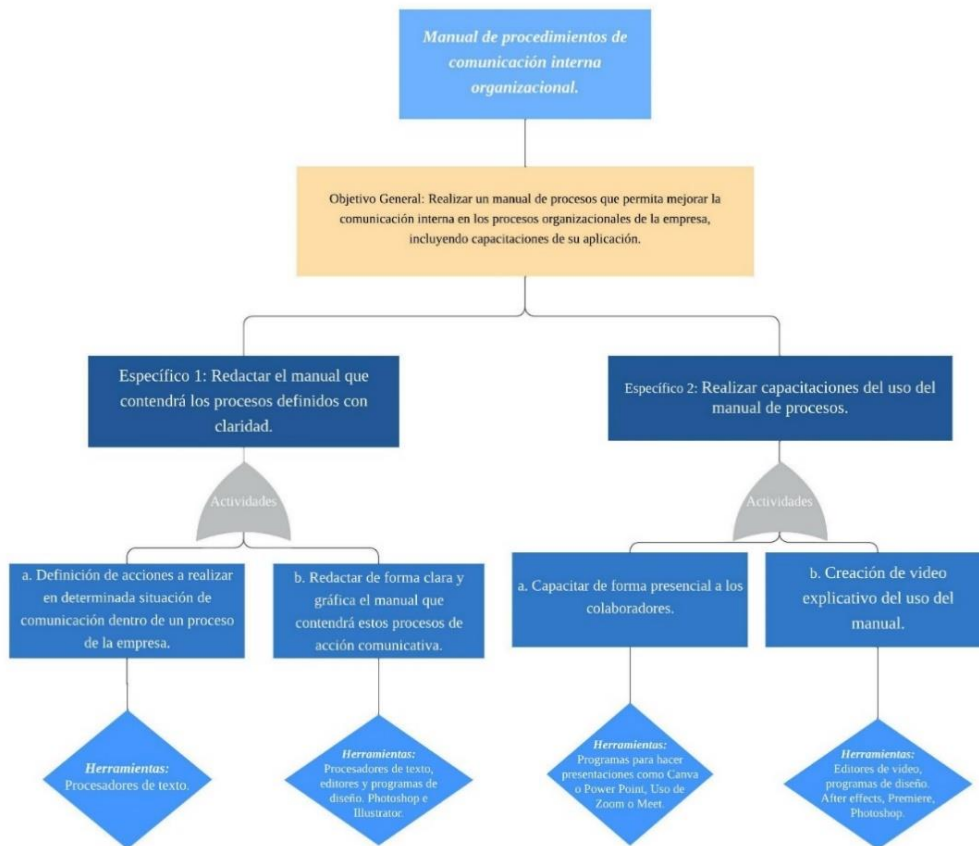 Manual de procedimientos de
comunicación interna
organizacional.
Objetivo General: Realizar un manual de procesos que permita mejorar la
comunicación interna en los procesos organizacionales de la empresa,
incluyendo capacitaciones de su aplicación.
Específico 1: Redactar el manual que
contendrá los procesos definidos con
claridad.
Específico 2: Realizar capacitaciones del uso del
manual de procesos.
Actividades
Actividades
a. Definición de acciones a realizar
en determinada situación de
comunicación dentro de un proceso
de la empresa.
b. Redactar de forma clara y
gráfica el manual que
contendrá estos procesos de
acción comunicativa.
a. Capacitar de forma presencial a los
colaboradores.
b. Creación de video
explicativo del uso del
manual.
Herramientas:
Procesadores de texto.
Herramientas:
Procesadores de texto,
editores y programas de
diseño. Photoshop e
Illustrator.
Herramientas:
Programas para hacer
presentaciones como Canva
o Power Point, Uso de
Zoom o Meet.
Herramientas:
Editores de video,
programas de diseño.
After effects, Premiere,
Photoshop.